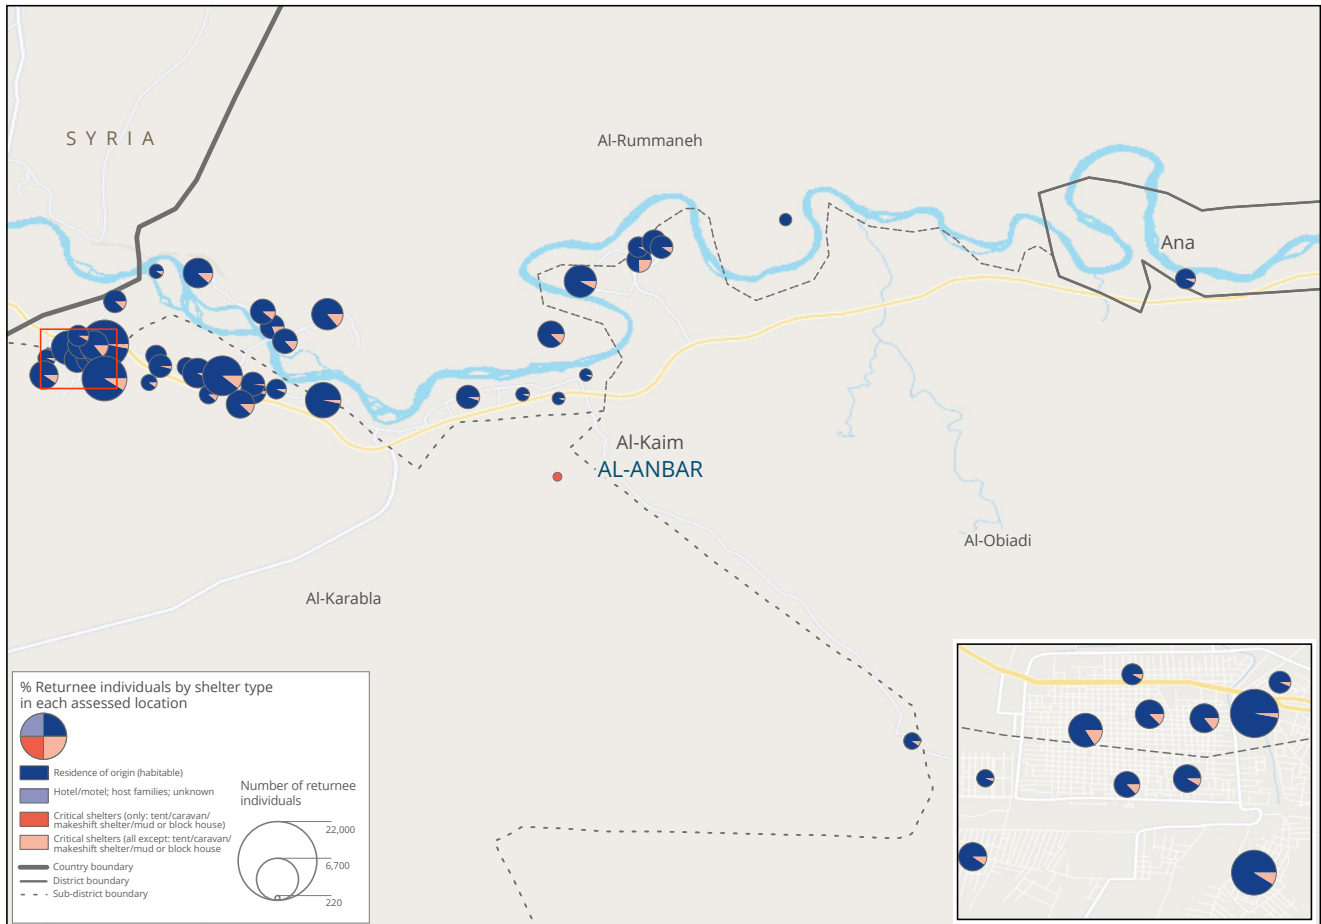 SYRIA
Al-Rummaneh
Ana
Al-Kaim
AL-ANBAR
Al-Obiadi
Al-Karabla
% Returnee individuals by shelter type
in each assessed location
Residence of origin (habitable)
Hotel/motel; host families; unknown
Critical shelters (only: tent/caravan/
makeshift shelter/mud or block house)
Critical shelters (all except: tent/caravan/
makeshift shelter/mud or block house
Country boundary
District boundary
Sub-district boundary
Number of returnee
individuals
22,000
6,700
220